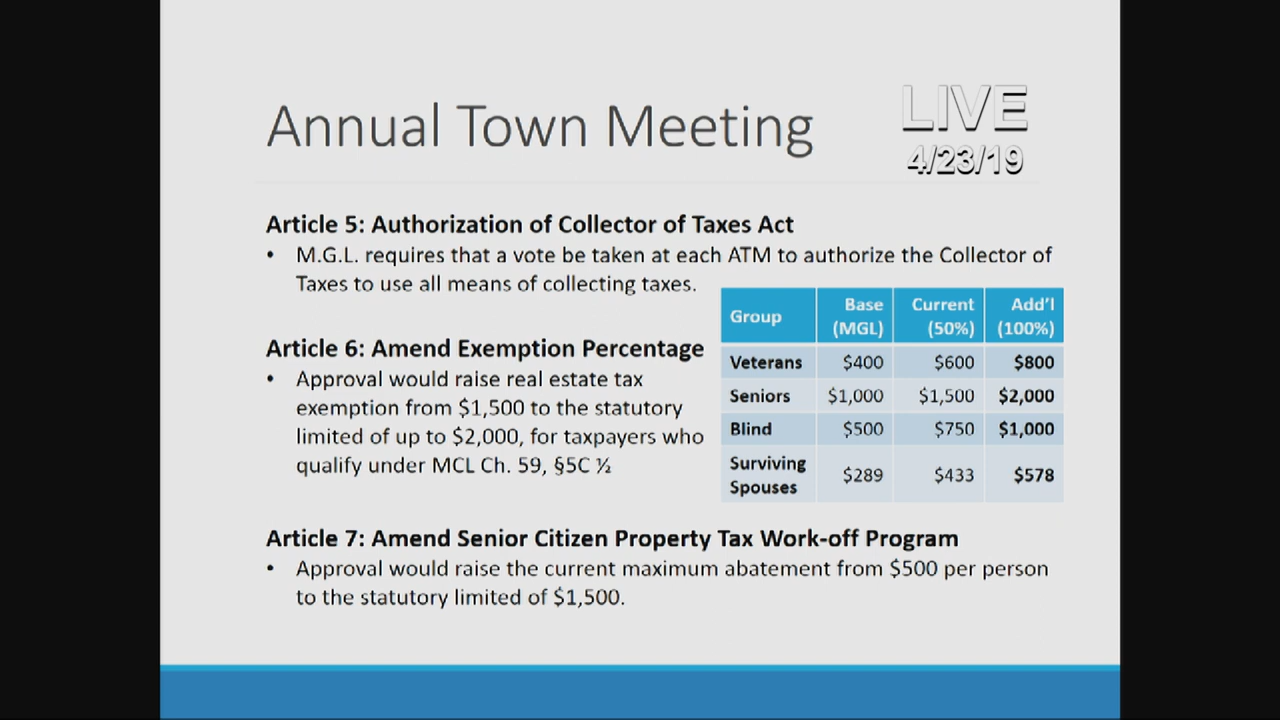 Annual Town Meeting
LIVE
4/23/19
Article 5: Authorization of Collector of Taxes Act
• M.G.L. requires that a vote be taken at each ATM to authorize the Collector of
Taxes to use all means of collecting taxes.
Article 6: Amend Exemption Percentage
• Approval would raise real estate tax
exemption from $1,500 to the statutory
limited of up to $2,000, for taxpayers who
qualify under MCL Ch. 59, §5C ½
Group Base (MGL) Current (50%) Add'l (100%)
Veterans $400 $600 $800
Seniors $1,000 $1,500 $2,000
Blind $500 $750 $1,000
Surviving Spouses $289 $433 $578
Article 7: Amend Senior Citizen Property Tax Work-off Program
• Approval would raise the current maximum abatement from $500 per person
to the statutory limited of $1,500.